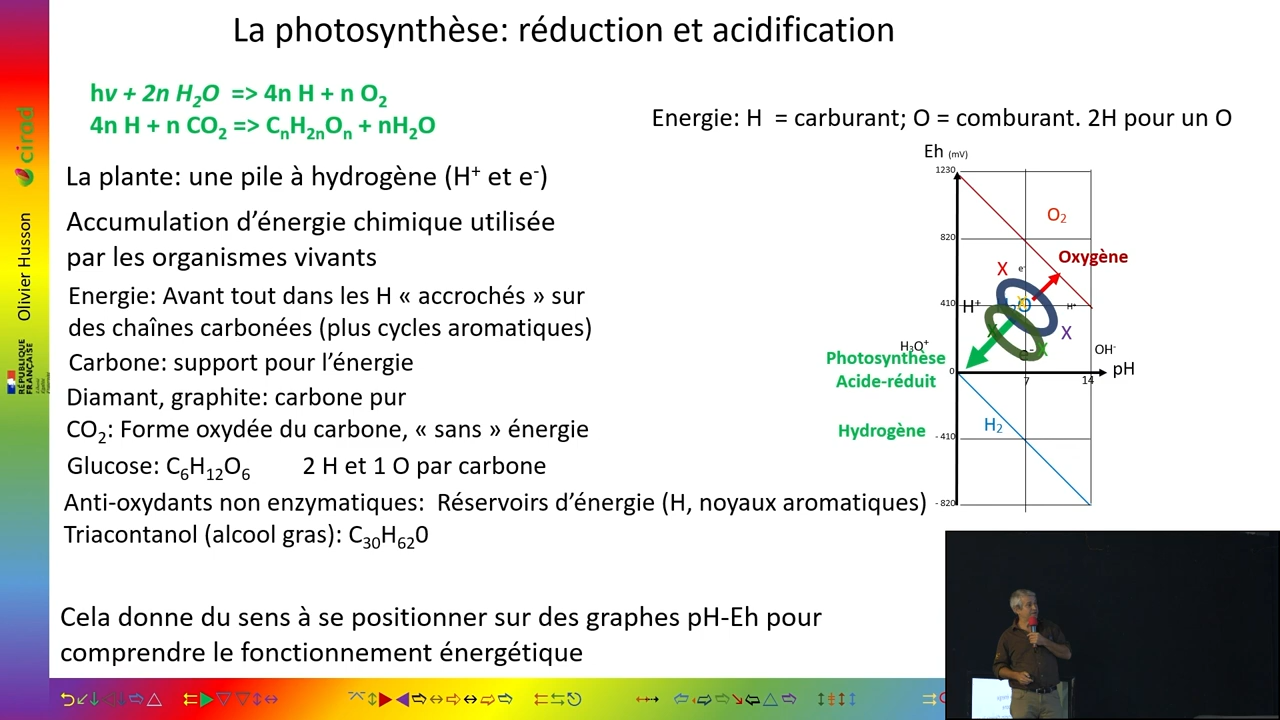 La photosynthèse: réduction et acidification
hv + 2n H₂O => 4n H + n O₂
4n H + n CO₂ => CₙH₂ₙOₙ + nH₂O
La plante: une pile à hydrogène (H⁺ et e⁻)
Accumulation d’énergie chimique utilisée
par les organismes vivants
Energie: Avant tout dans les H « accrochés » sur
des chaînes carbonées (plus cycles aromatiques)
Carbone: support pour l’énergie
Diamant, graphite: carbone pur
CO₂: Forme oxydée du carbone, « sans » énergie
Glucose: C₆H₁₂O₆ 2 H et 1 O par carbone
Anti-oxydants non enzymatiques: Réservoirs d’énergie (H, noyaux aromatiques)
Triacontanol (alcool gras): C₃₀H₆₂0
Cela donne du sens à se positionner sur des graphes pH-Eh pour
comprendre le fonctionnement énergétique
Energie: H = carburant; O = comburant. 2H pour un O
Eh (mV)
1230
O₂
820
Oxygène
X e⁻
410
H⁺ H₂O H⁺
X X
H₃O⁺ e⁻ X OH⁻
Photosynthèse
Acide-réduit
0 7 14 pH
H₂
Hydrogène
- 410
- 820
cirad
Olivier Husson
RÉPUBLIQUE
FRANÇAISE